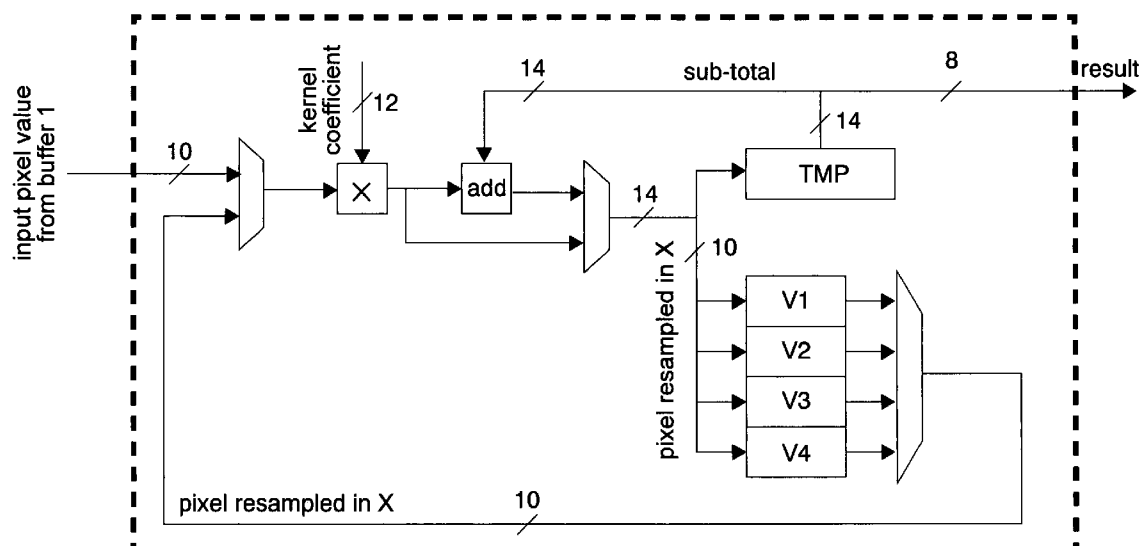 14
sub-total
8
result
kernel
coefficient
12
14
input pixel value
from buffer 1
10
X
add
TMP
14
pixel resampled in X
10
V1
V2
V3
V4
pixel resampled in X
10